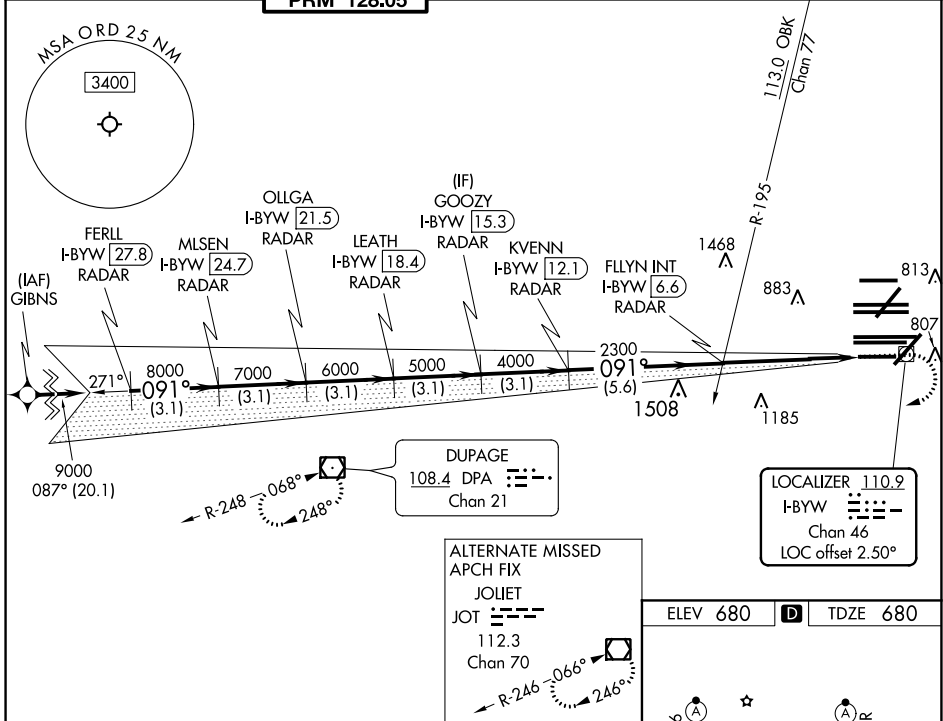 PRM 128.05
MSA ORD 25 NM
3400
113.0 OBK
Chan 77
R-195
(IAF)
GIBNS
FERLL
I-BYW 27.8
RADAR
MLSEN
I-BYW 24.7
RADAR
OLLGA
I-BYW 21.5
RADAR
LEATH
I-BYW 18.4
RADAR
(IF)
GOOZY
I-BYW 15.3
RADAR
KVENN
I-BYW 12.1
RADAR
FLLYN INT
I-BYW 6.6
RADAR
1468
883
813
807
271°
8000
091°
(3.1)
7000
(3.1)
6000
(3.1)
5000
(3.1)
4000
(3.1)
2300
091°
(5.6)
1508
1185
9000
087° (20.1)
R-248
068°
248°
DUPAGE
108.4 DPA
Chan 21
LOCALIZER 110.9
I-BYW
Chan 46
LOC offset 2.50°
ALTERNATE MISSED
APCH FIX
JOLIET
JOT
112.3
Chan 70
R-246
066°
246°
ELEV 680
D
TDZE 680
A
A